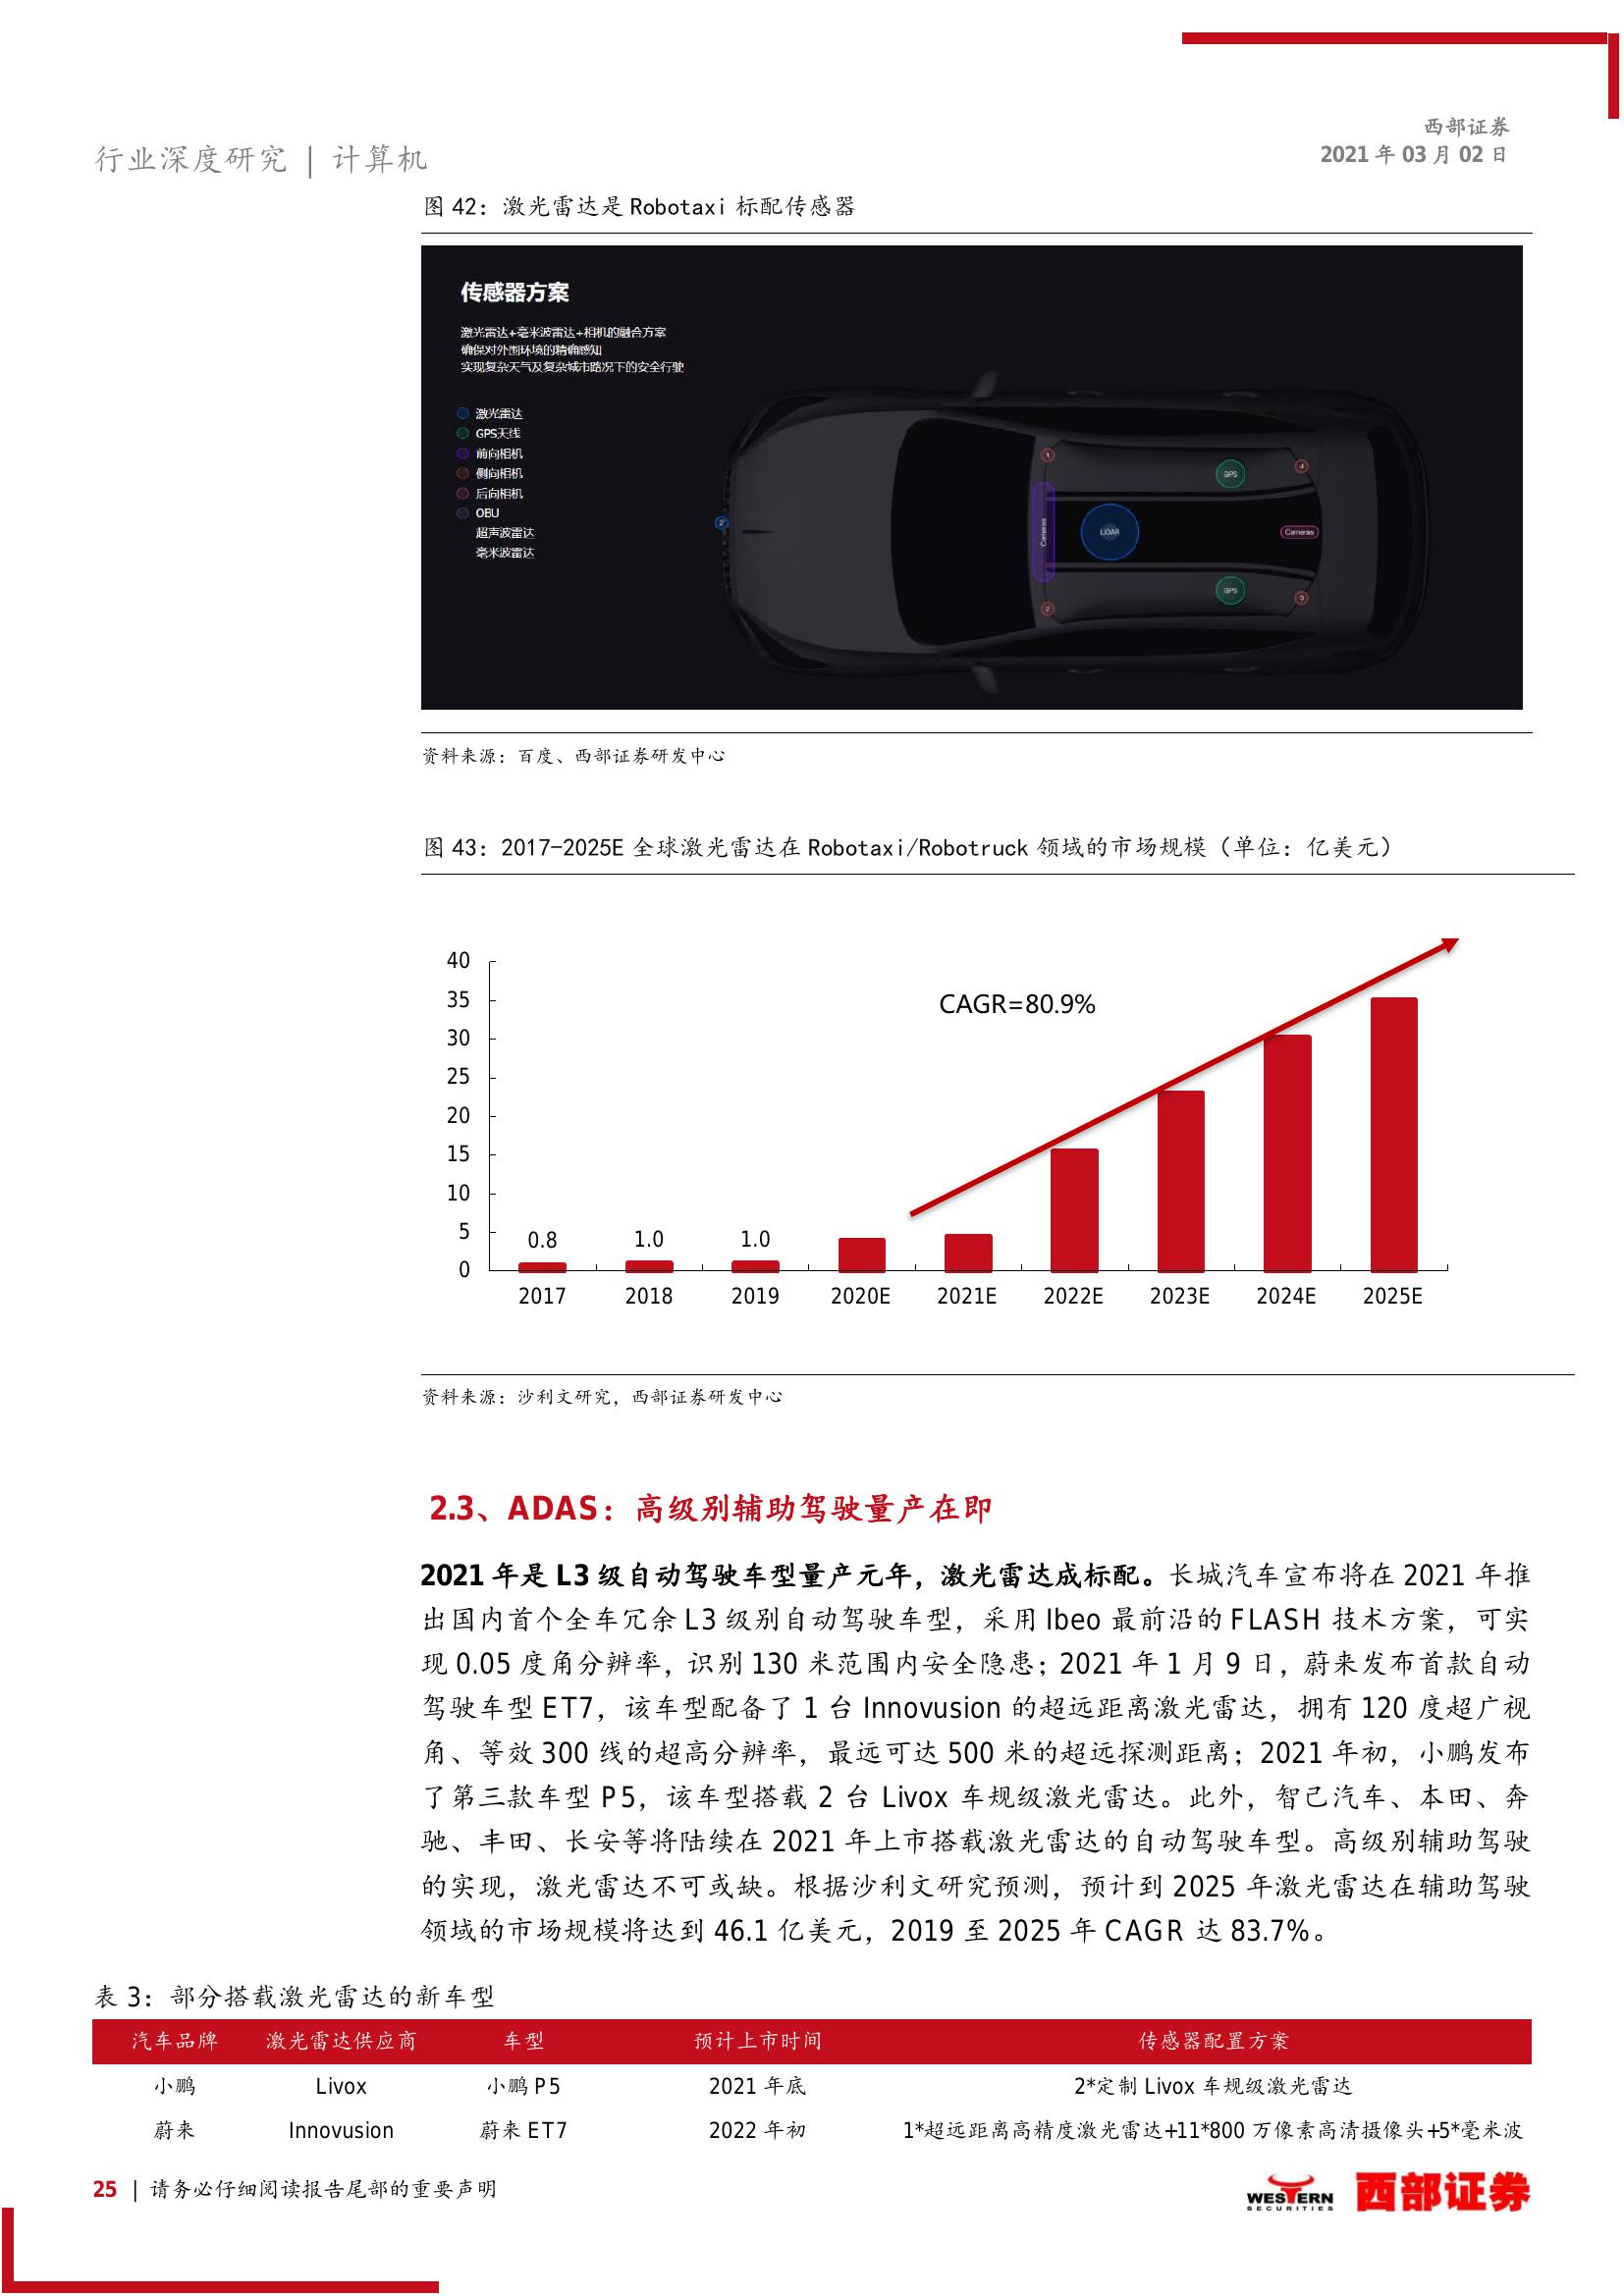 西部证券
2021 年 03 月 02 日
行业深度研究 | 计算机
图 42：激光雷达是 Robotaxi 标配传感器
传感器方案
激光雷达+毫米波雷达+相机的融合方案
确保对外围环境的精确感知
实现复杂天气及复杂城市路况下的安全行驶
激光雷达
GPS天线
前向相机
侧向相机
后向相机
OBU
超声波雷达
毫米波雷达
1
4
GPS
2
Cameras
LiDAR
Cameras
GPS
2
3
资料来源：百度、西部证券研发中心
图 43：2017-2025E 全球激光雷达在 Robotaxi/Robotruck 领域的市场规模（单位：亿美元）
40
35
30
25
20
15
10
5
0
CAGR=80.9%
0.8
1.0
1.0
2017 2018 2019 2020E 2021E 2022E 2023E 2024E 2025E
资料来源：沙利文研究，西部证券研发中心
2.3、ADAS：高级别辅助驾驶量产在即
2021 年是 L3 级自动驾驶车型量产元年，激光雷达成标配。长城汽车宣布将在 2021 年推
出国内首个全车冗余 L3 级别自动驾驶车型，采用 Ibeo 最前沿的 FLASH 技术方案，可实
现 0.05 度角分辨率，识别 130 米范围内安全隐患；2021 年 1 月 9 日，蔚来发布首款自动
驾驶车型 ET7，该车型配备了 1 台 Innovusion 的超远距离激光雷达，拥有 120 度超广视
角、等效 300 线的超高分辨率，最远可达 500 米的超远探测距离；2021 年初，小鹏发布
了第三款车型 P5，该车型搭载 2 台 Livox 车规级激光雷达。此外，智己汽车、本田、奔
驰、丰田、长安等将陆续在 2021 年上市搭载激光雷达的自动驾驶车型。高级别辅助驾驶
的实现，激光雷达不可或缺。根据沙利文研究预测，预计到 2025 年激光雷达在辅助驾驶
领域的市场规模将达到 46.1 亿美元，2019 至 2025 年 CAGR 达 83.7%。
表 3：部分搭载激光雷达的新车型
汽车品牌 激光雷达供应商 车型 预计上市时间 传感器配置方案
小鹏 Livox 小鹏 P5 2021 年底 2*定制 Livox 车规级激光雷达
蔚来 Innovusion 蔚来 ET7 2022 年初 1*超远距离高精度激光雷达+11*800 万像素高清摄像头+5*毫米波
25 | 请务必仔细阅读报告尾部的重要声明
WESTERN
SECURITIES
西部证券